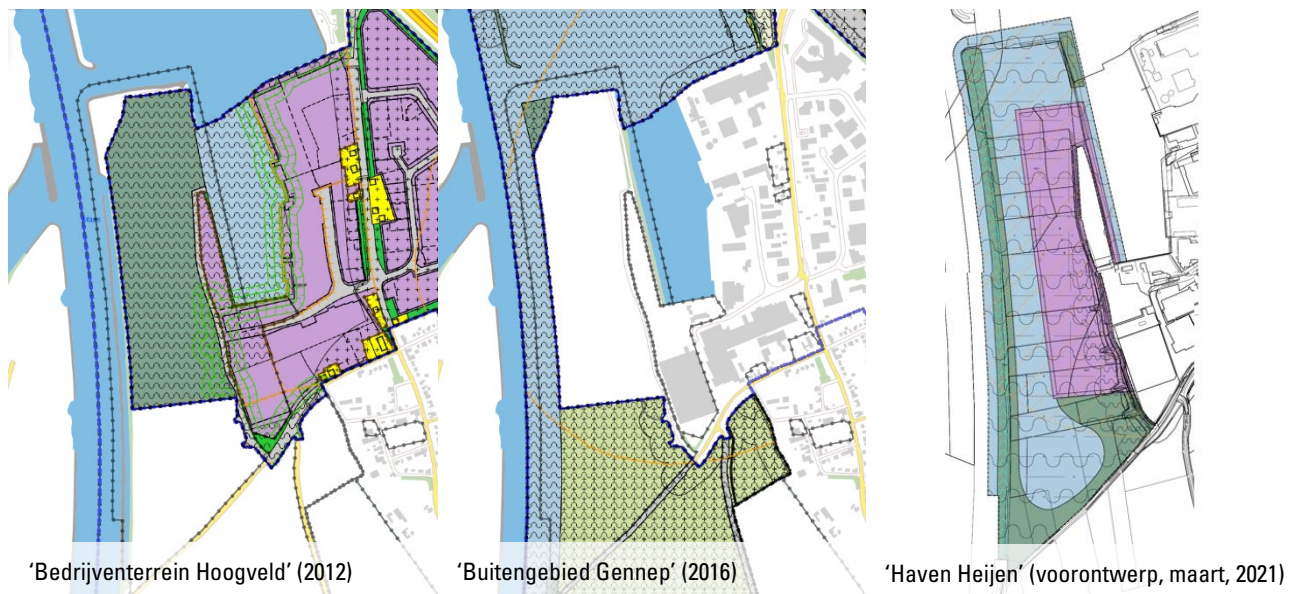 ‘Bedrijventerrein Hoogveld’ (2012)
‘Buitengebied Gennep’ (2016)
‘Haven Heijen’ (voorontwerp, maart, 2021)